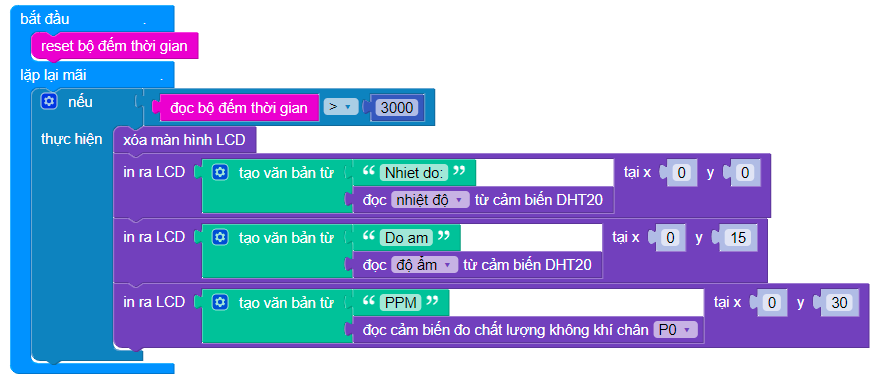 bắt đầu .
reset bộ đếm thời gian
lặp lại mãi .
nếu đọc bộ đếm thời gian > 3000
thực hiện xóa màn hình LCD
in ra LCD tạo văn bản từ “ Nhiet do: ” tại x 0 y 0
đọc nhiệt độ từ cảm biến DHT20
in ra LCD tạo văn bản từ “ Do am ” tại x 0 y 15
đọc độ ẩm từ cảm biến DHT20
in ra LCD tạo văn bản từ “ PPM ” tại x 0 y 30
đọc cảm biến đo chất lượng không khí chân P0